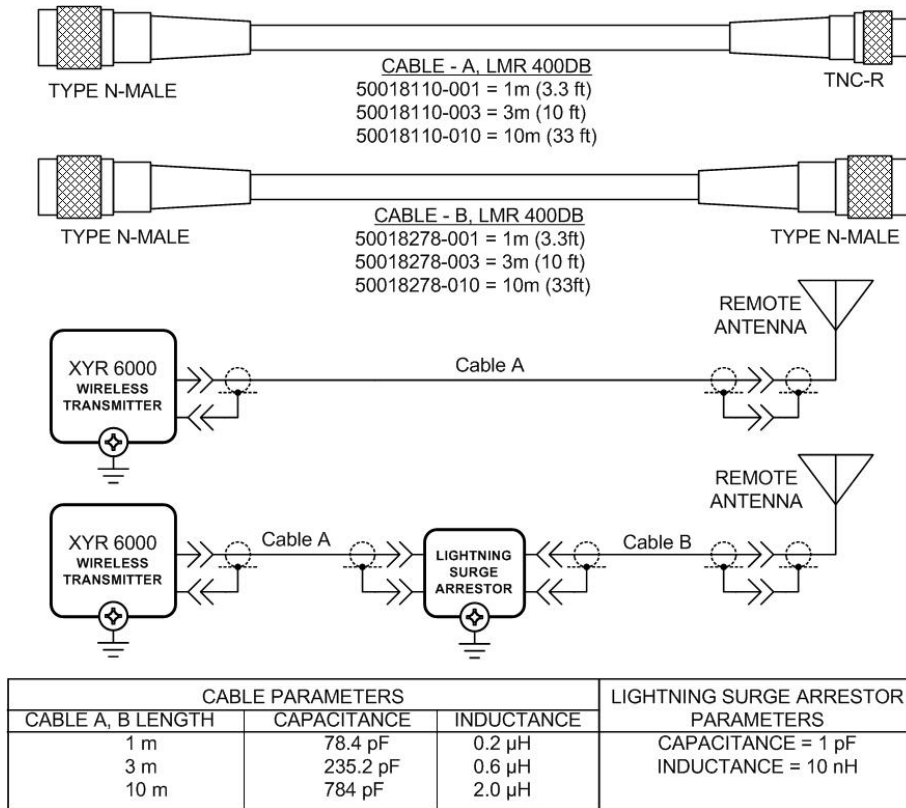 TYPE N-MALE
TNC-R
CABLE - A, LMR 400DB
50018110-001 = 1m (3.3 ft)
50018110-003 = 3m (10 ft)
50018110-010 = 10m (33 ft)
TYPE N-MALE
TYPE N-MALE
CABLE - B, LMR 400DB
50018278-001 = 1m (3.3ft)
50018278-003 = 3m (10 ft)
50018278-010 = 10m (33ft)
REMOTE
ANTENNA
XYR 6000
WIRELESS
TRANSMITTER
Cable A
REMOTE
ANTENNA
XYR 6000
WIRELESS
TRANSMITTER
Cable A
LIGHTNING
SURGE
ARRESTOR
Cable B
CABLE PARAMETERS
LIGHTNING SURGE ARRESTOR
PARAMETERS
CABLE A, B LENGTH CAPACITANCE INDUCTANCE
1 m 78.4 pF 0.2 µH CAPACITANCE = 1 pF
3 m 235.2 pF 0.6 µH INDUCTANCE = 10 nH
10 m 784 pF 2.0 µH